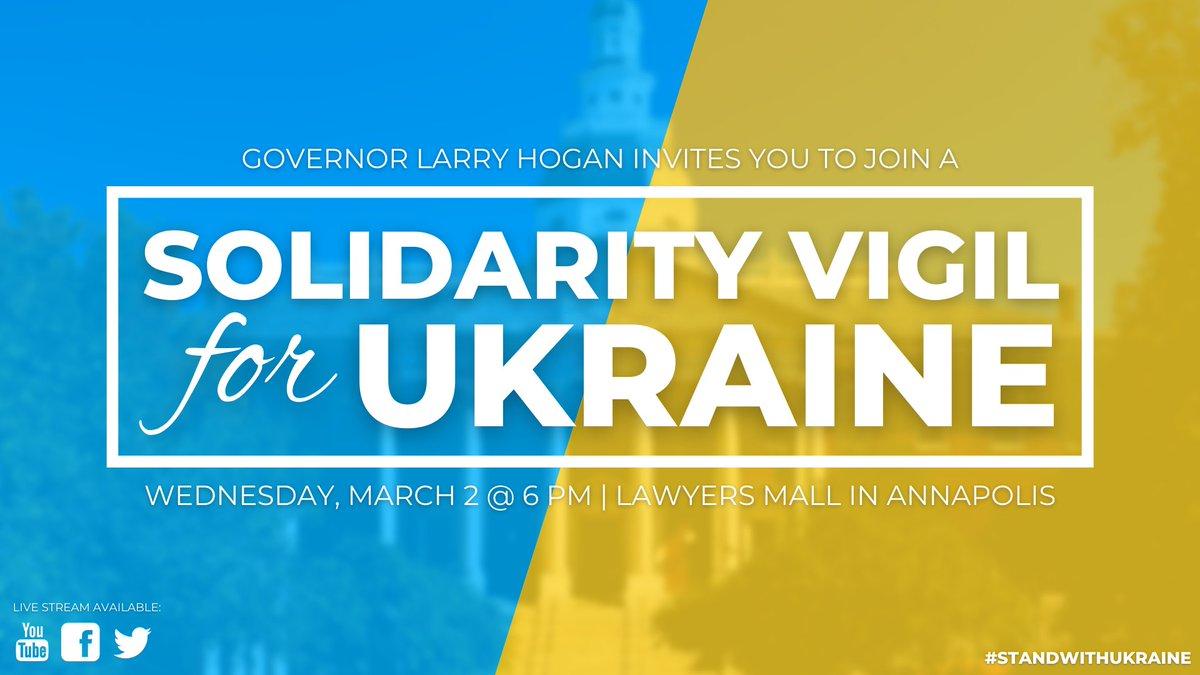 GOVERNOR LARRY HOGAN INVITES YOU TO JOIN A
SOLIDARITY VIGIL
for UKRAINE
WEDNESDAY, MARCH 2 @ 6 PM | LAWYERS MALL IN ANNAPOLIS
LIVE STREAM AVAILABLE:
You
Tube
#STANDWITHUKRAINE